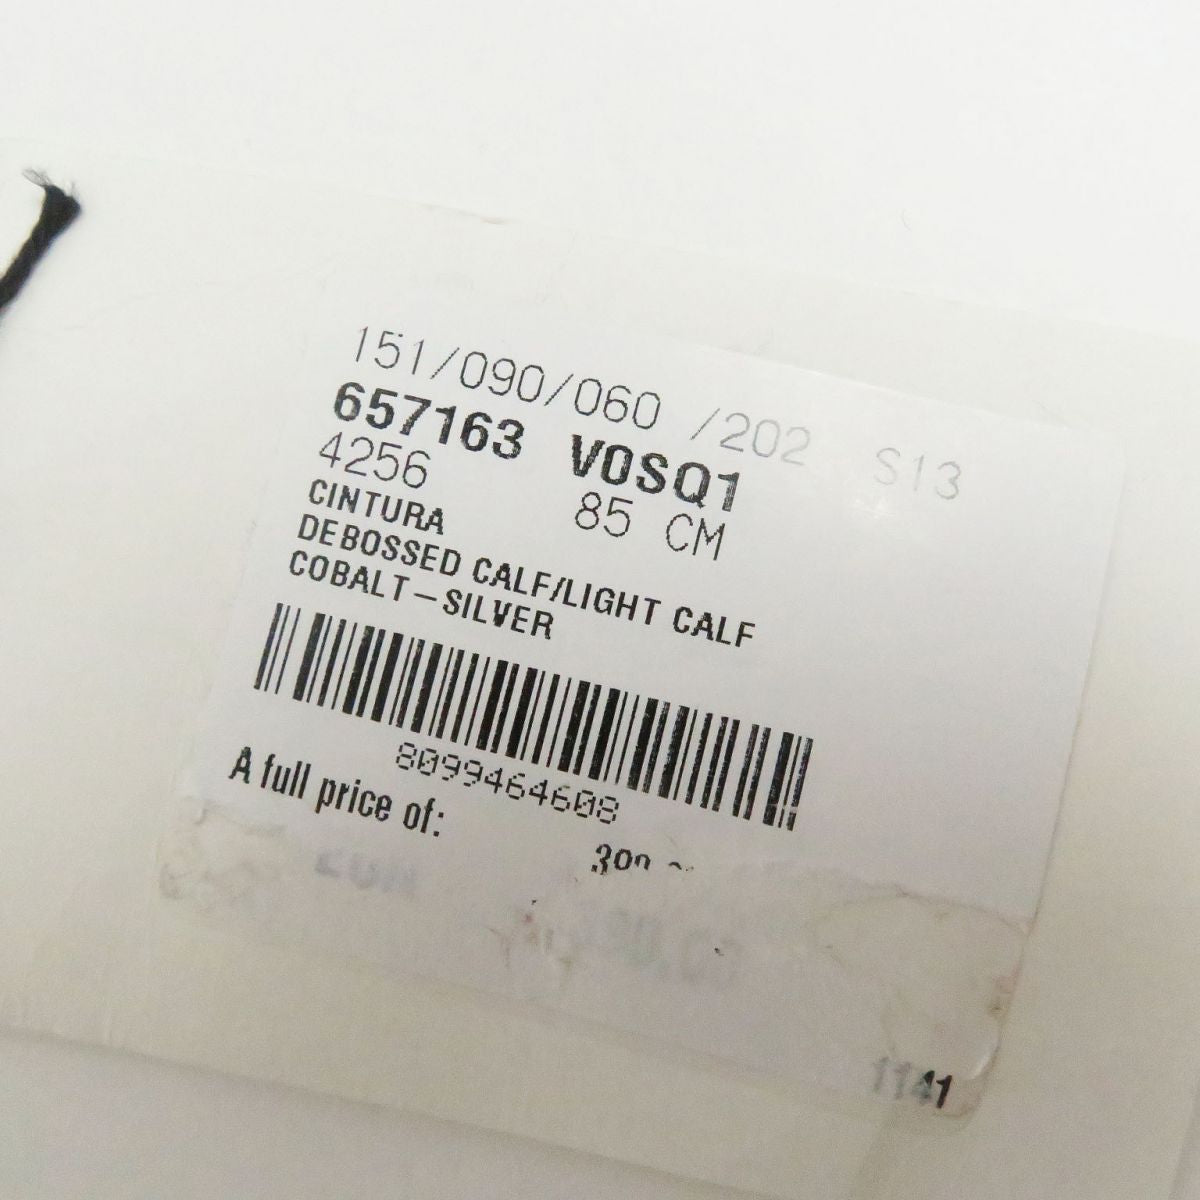 151/090/060 /202 S13
657163 V0SQ1
4256 85 CM
CINTURA
DEBOSSED CALF/LIGHT CALF
COBALT-SILVER
8099464608
A full price of:
1141